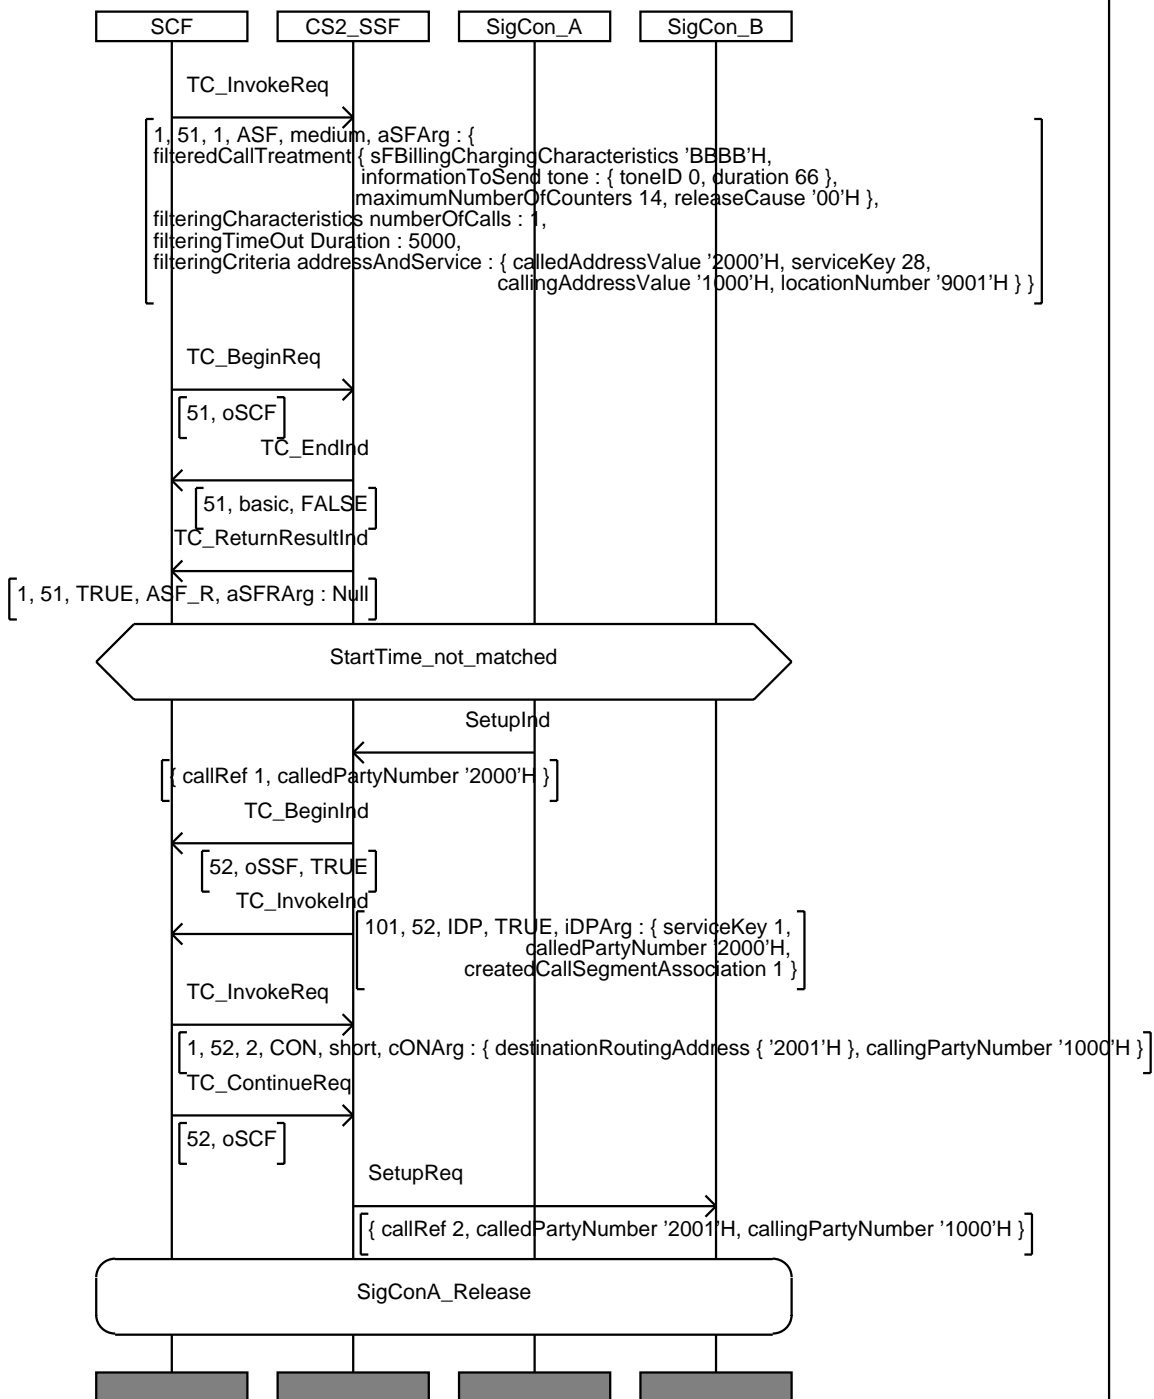 SCF CS2_SSF SigCon_A SigCon_B
TC_InvokeReq
1, 51, 1, ASF, medium, aSFArg : {
filteredCallTreatment { sFBillingChargingCharacteristics ’BBBB’H,
informationToSend tone : { toneID 0, duration 66 },
maximumNumberOfCounters 14, releaseCause ’00’H },
filteringCharacteristics numberOfCalls : 1,
filteringTimeOut Duration : 5000,
filteringCriteria addressAndService : { calledAddressValue ’2000’H, serviceKey 28,
callingAddressValue ’1000’H, locationNumber ’9001’H } }
TC_BeginReq
51, oSCF
TC_EndInd
51, basic, FALSE
TC_ReturnResultInd
1, 51, TRUE, ASF_R, aSFRArg : Null
StartTime_not_matched
SetupInd
{ callRef 1, calledPartyNumber ’2000’H }
TC_BeginInd
52, oSSF, TRUE
TC_InvokeInd
101, 52, IDP, TRUE, iDPArg : { serviceKey 1,
calledPartyNumber ’2000’H,
createdCallSegmentAssociation 1 }
TC_InvokeReq
1, 52, 2, CON, short, cONArg : { destinationRoutingAddress { ’2001’H }, callingPartyNumber ’1000’H }
TC_ContinueReq
52, oSCF
SetupReq
{ callRef 2, calledPartyNumber ’2001’H, callingPartyNumber ’1000’H }
SigConA_Release